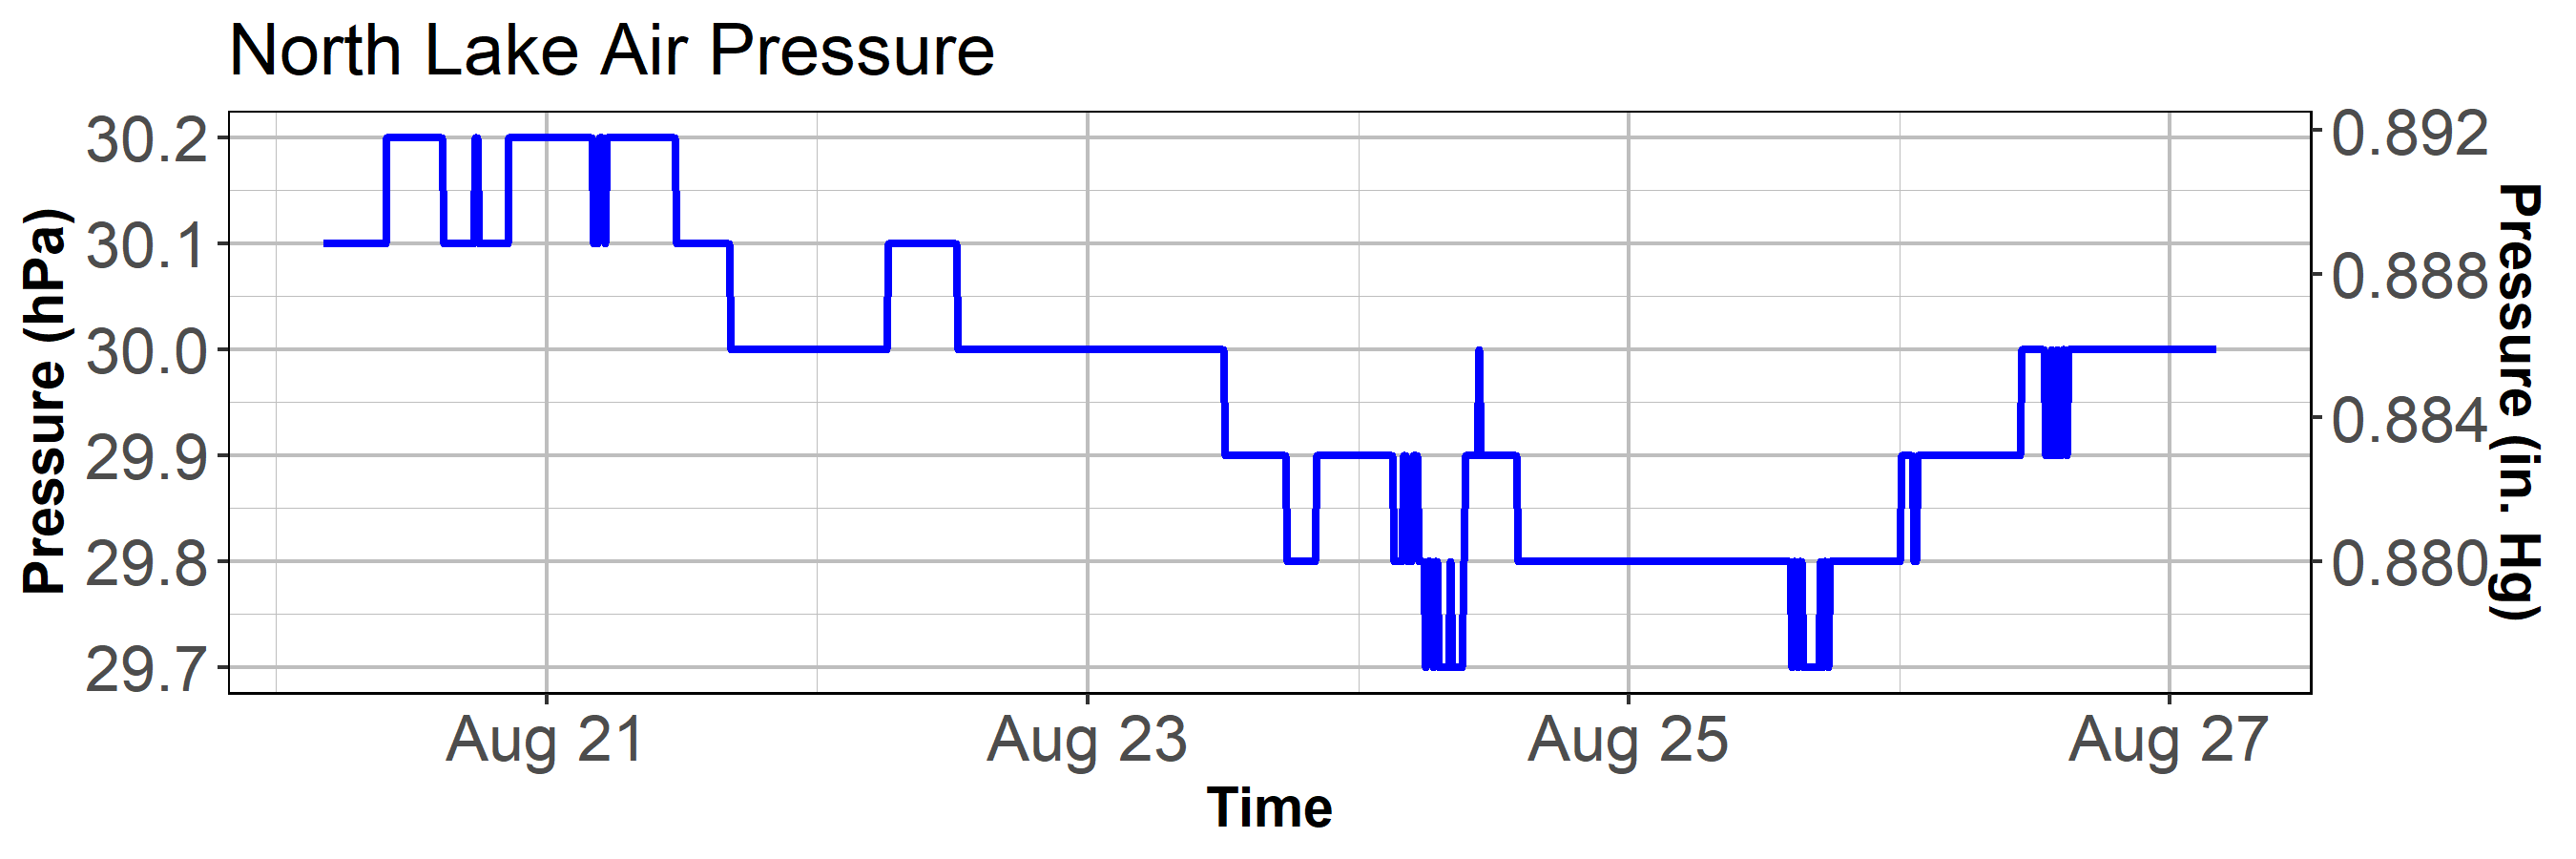 North Lake Air Pressure
Pressure (hPa)
30.2
30.1
30.0
29.9
29.8
29.7
0.892
0.888
0.884
0.880
Pressure (in. Hg)
Aug 21 Aug 23 Aug 25 Aug 27
Time